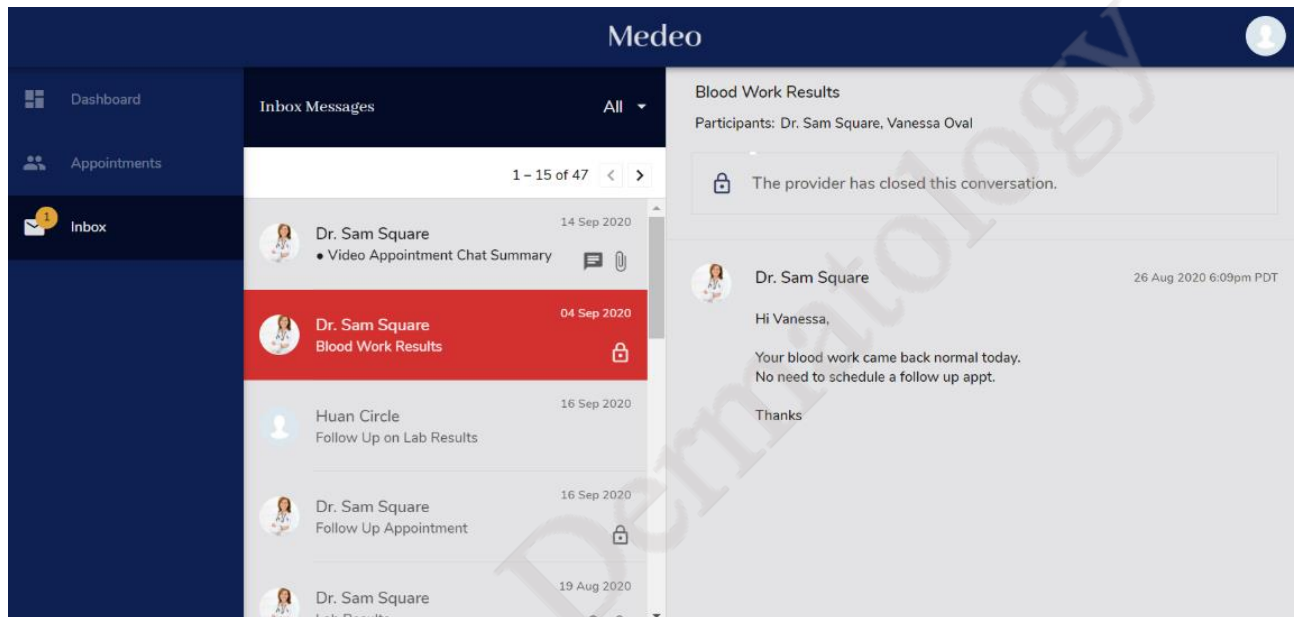 Medeo
Dashboard
Appointments
1
Inbox
Inbox Messages
All
1 – 15 of 47
Dr. Sam Square
14 Sep 2020
• Video Appointment Chat Summary
Dr. Sam Square
04 Sep 2020
Blood Work Results
Huan Circle
16 Sep 2020
Follow Up on Lab Results
Dr. Sam Square
16 Sep 2020
Follow Up Appointment
Dr. Sam Square
19 Aug 2020
Lab Results
Blood Work Results
Participants: Dr. Sam Square, Vanessa Oval
The provider has closed this conversation.
Dr. Sam Square
26 Aug 2020 6:09pm PDT
Hi Vanessa,
Your blood work came back normal today.
No need to schedule a follow up appt.
Thanks
Dermatology